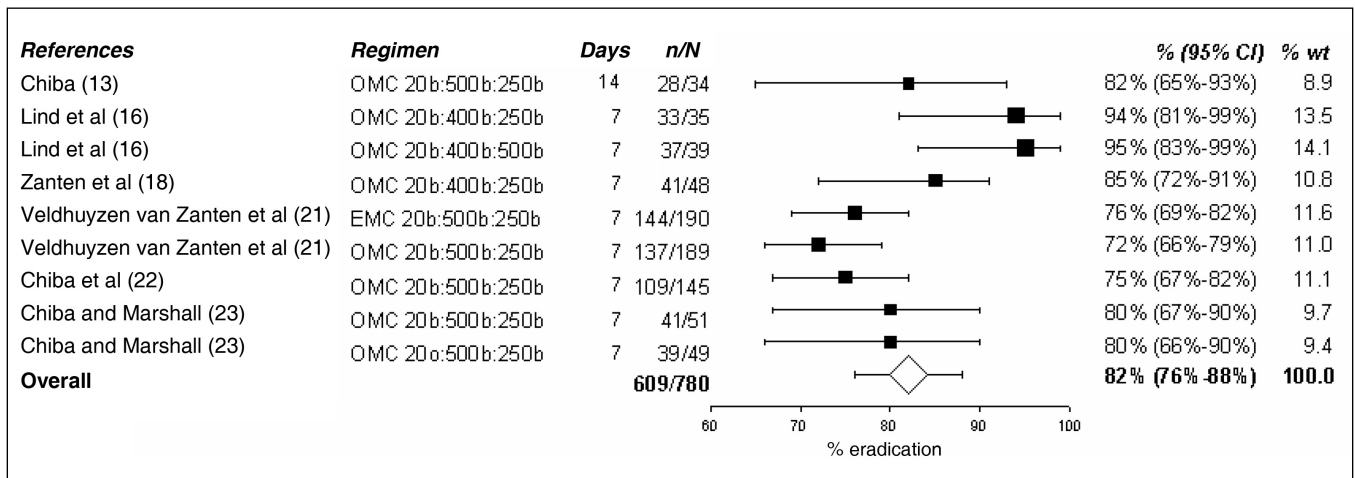 References Regimen Days n/N % (95% CI) % wt
Chiba (13) OMC 20b:500b:250b 14 28/34 82% (65%-93%) 8.9
Lind et al (16) OMC 20b:400b:250b 7 33/35 94% (81%-99%) 13.5
Lind et al (16) OMC 20b:400b:500b 7 37/39 95% (83%-99%) 14.1
Zanten et al (18) OMC 20b:400b:250b 7 41/48 85% (72%-91%) 10.8
Veldhuyzen van Zanten et al (21) EMC 20b:500b:250b 7 144/190 76% (69%-82%) 11.6
Veldhuyzen van Zanten et al (21) OMC 20b:500b:250b 7 137/189 72% (66%-79%) 11.0
Chiba et al (22) OMC 20b:500b:250b 7 109/145 75% (67%-82%) 11.1
Chiba and Marshall (23) OMC 20b:500b:250b 7 41/51 80% (67%-90%) 9.7
Chiba and Marshall (23) OMC 20o:500b:250b 7 39/49 80% (66%-90%) 9.4
Overall 609/780 82% (76%-88%) 100.0
60 70 80 90 100
% eradication